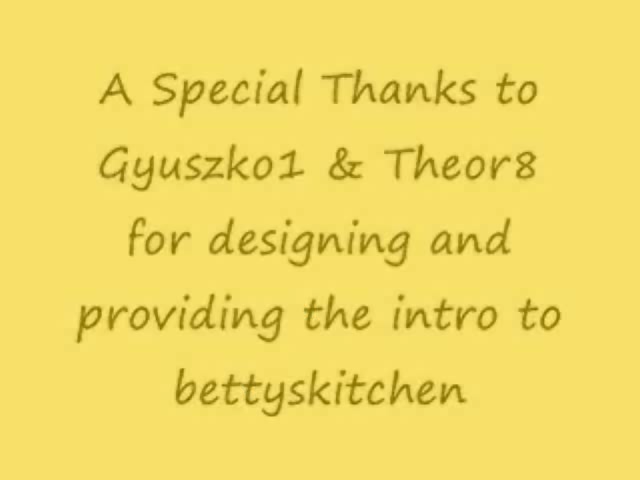 A Special Thanks to
Gyuszko1 & Theor8
for designing and
providing the intro to
bettyskitchen